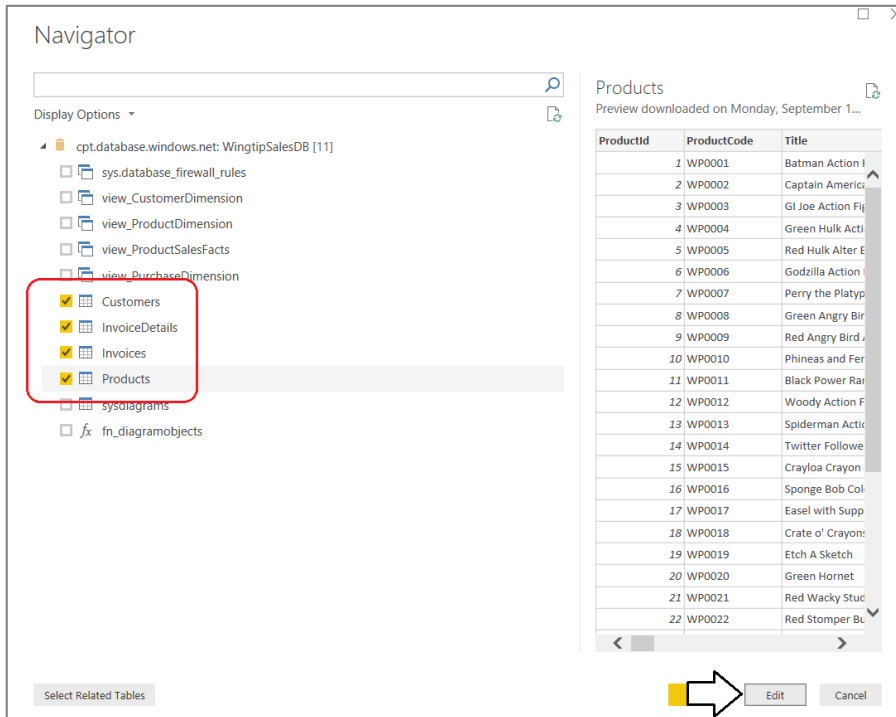 Navigator
Display Options
cpt.database.windows.net: WingtipSalesDB [11]
sys.database_firewall_rules
view_CustomerDimension
view_ProductDimension
view_ProductSalesFacts
view_PurchaseDimension
Customers
InvoiceDetails
Invoices
Products
sysdiagrams
fx fn_diagramobjects
Select Related Tables
Products
Preview downloaded on Monday, September 1...
ProductId ProductCode Title
1 WP0001 Batman Action
2 WP0002 Captain America
3 WP0003 GI Joe Action Fig
4 WP0004 Green Hulk Acti
5 WP0005 Red Hulk Alter E
6 WP0006 Godzilla Action
7 WP0007 Perry the Platyp
8 WP0008 Green Angry Bir
9 WP0009 Red Angry Bird
10 WP0010 Phineas and Fer
11 WP0011 Black Power Ran
12 WP0012 Woody Action F
13 WP0013 Spiderman Actio
14 WP0014 Twitter Followe
15 WP0015 Crayloa Crayon
16 WP0016 Sponge Bob Col
17 WP0017 Easel with Supp
18 WP0018 Crate o' Crayons
19 WP0019 Etch A Sketch
20 WP0020 Green Hornet
21 WP0021 Red Wacky Stud
22 WP0022 Red Stomper Bu
Edit
Cancel